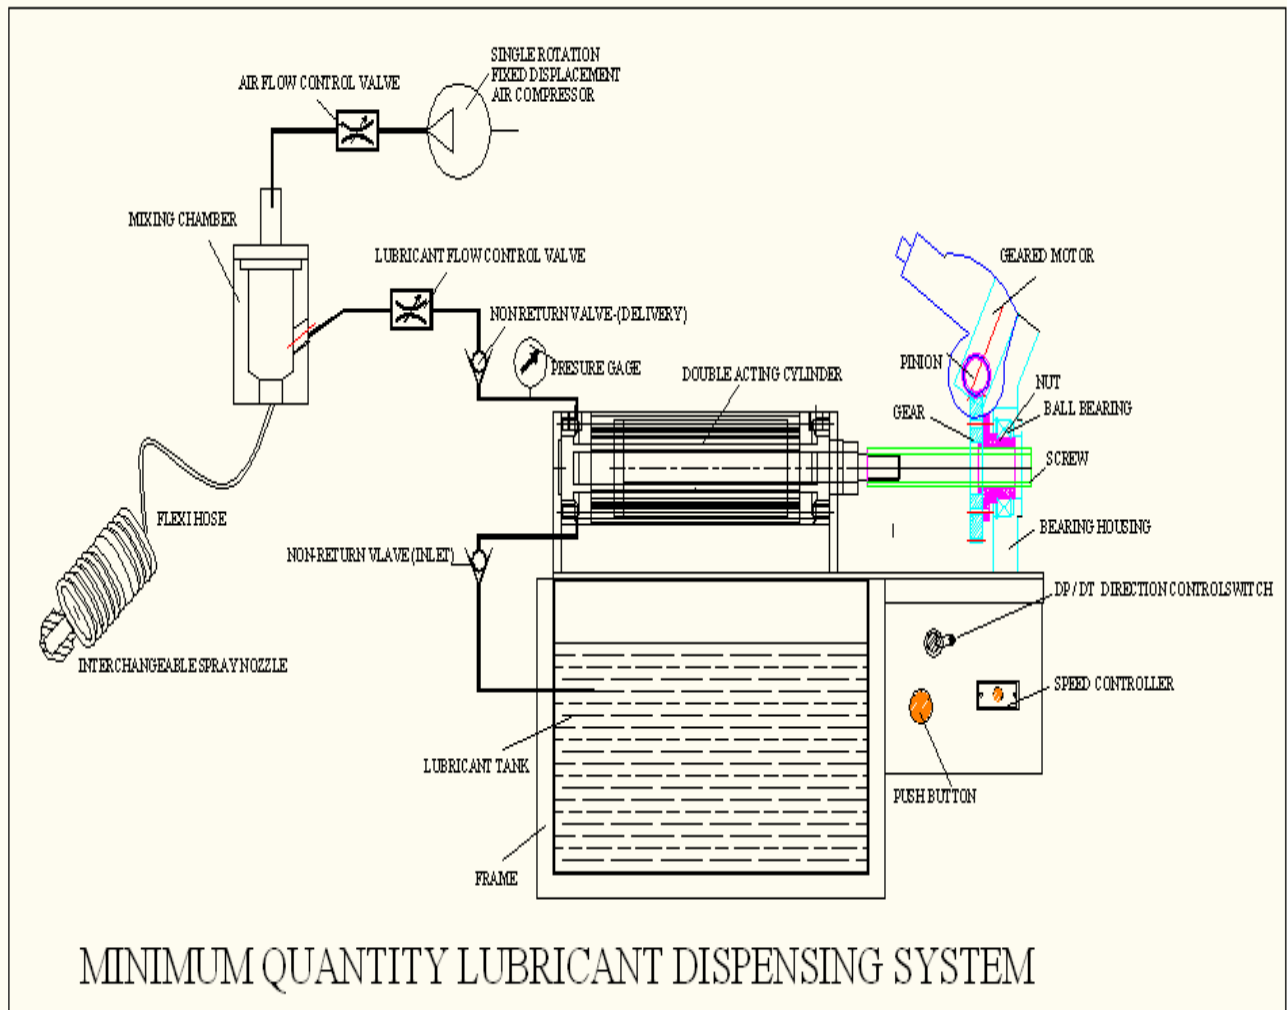 SINGLE ROTATION
FIXED DISPLACEMENT
AIR COMPRESSOR
AIR FLOW CONTROL VALVE
MIXING CHAMBER
LUBRICANT FLOW CONTROL VALVE
GEARED MOTOR
NON RETURN VALVE-(DELIVERY)
PRESURE GAGE
DOUBLE ACTING CYLINDER
PINION
NUT
GEAR
BALL BEARING
SCREW
FLEXI HOSE
BEARING HOUSING
NON-RETURN VLAVE (INLET)
DP / DT DIRECTION CONTROLSWITCH
INTERCHANGEABLE SPRAY NOZZLE
SPEED CONTROLLER
LUBRICANT TANK
PUSH BUTTON
FRAME
MINIMUM QUANTITY LUBRICANT DISPENSING SYSTEM